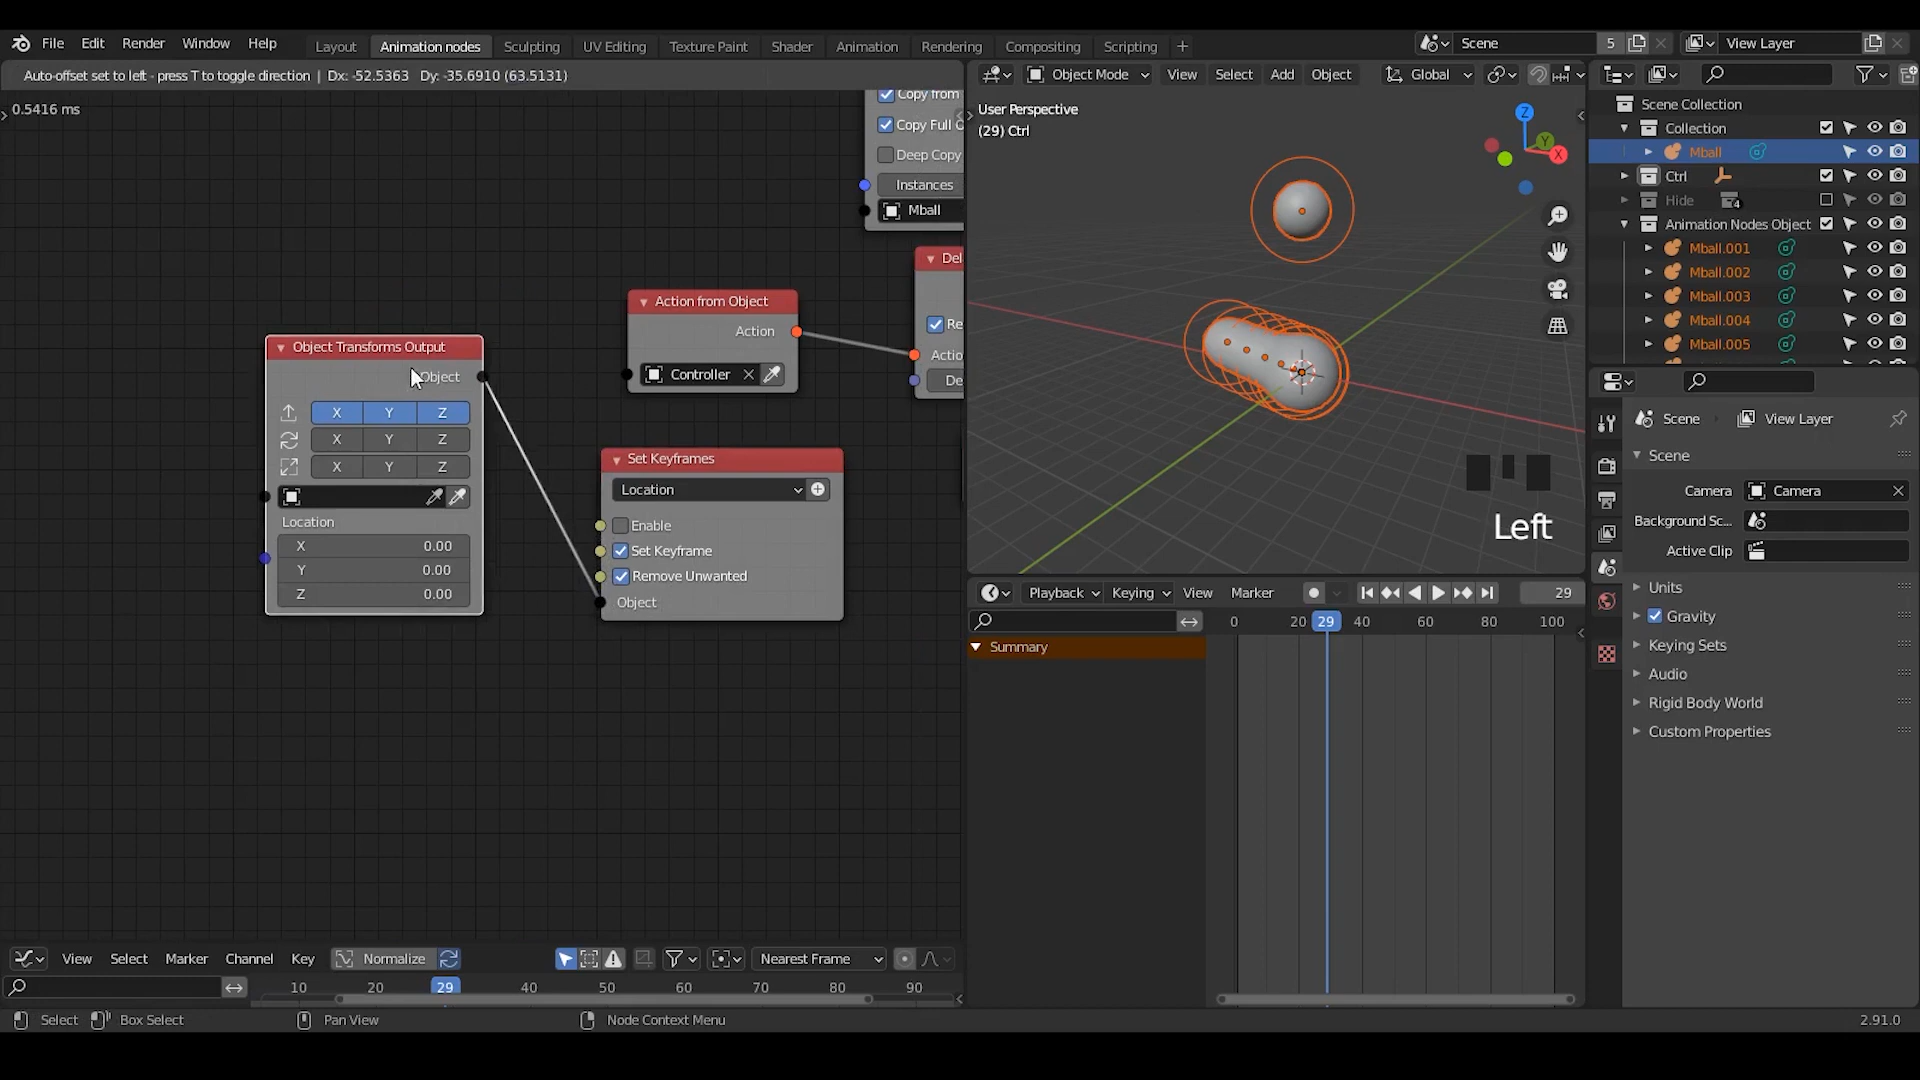 File Edit Render Window Help
Layout Animation nodes Sculpting UV Editing Texture Paint Shader Animation Rendering Compositing Scripting +
Scene 5 View Layer
Auto-offset set to left - press T to toggle direction | Dx: -52.5363 Dy: -35.6910 (63.5131)
0.5416 ms
Copy from
Copy Full O
Deep Copy
Instances
Mball
Del
Re
Actio
De
Action from Object
Action
Controller
Object Transforms Output
Object
X Y Z
X Y Z
X Y Z
Location
X 0.00
Y 0.00
Z 0.00
Set Keyframes
Location
Enable
Set Keyframe
Remove Unwanted
Object
View Select Marker Channel Key Normalize Nearest Frame
10 20 29 40 50 60 70 80 90
Object Mode View Select Add Object Global
User Perspective
(29) Ctrl
Z
Y
X
Left
Playback Keying View Marker 29
0 20 29 40 60 80 100
Summary
Scene Collection
Collection
Mball
Ctrl
Hide 4
Animation Nodes Object
Mball.001
Mball.002
Mball.003
Mball.004
Mball.005
Scene View Layer
Scene
Camera Camera
Background Sc...
Active Clip
Units
Gravity
Keying Sets
Audio
Rigid Body World
Custom Properties
Select Box Select Pan View Node Context Menu 2.91.0